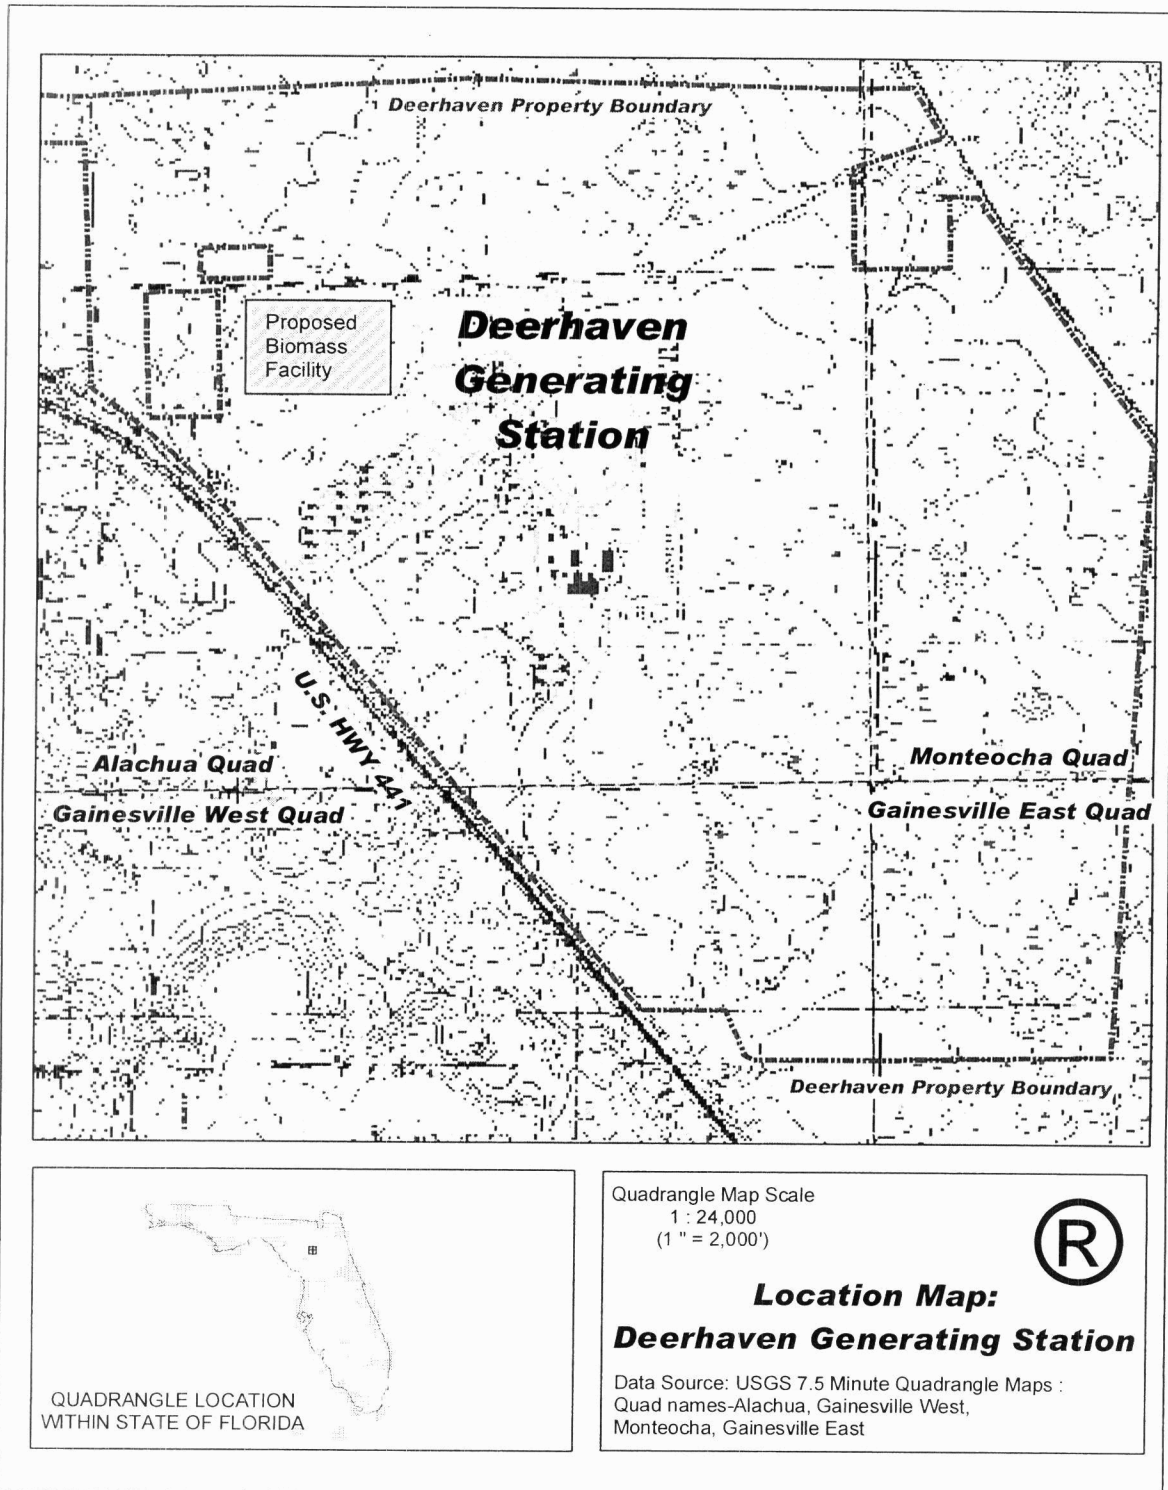 Deerhaven Property Boundary
Proposed
Biomass
Facility
Deerhaven
Generating
Station
U.S. HWY 441
Alachua Quad
Monteocha Quad
Gainesville West Quad
Gainesville East Quad
Deerhaven Property Boundary
QUADRANGLE LOCATION
WITHIN STATE OF FLORIDA
Quadrangle Map Scale
1 : 24,000
(1 " = 2,000')
R
Location Map:
Deerhaven Generating Station
Data Source: USGS 7.5 Minute Quadrangle Maps :
Quad names-Alachua, Gainesville West,
Monteocha, Gainesville East